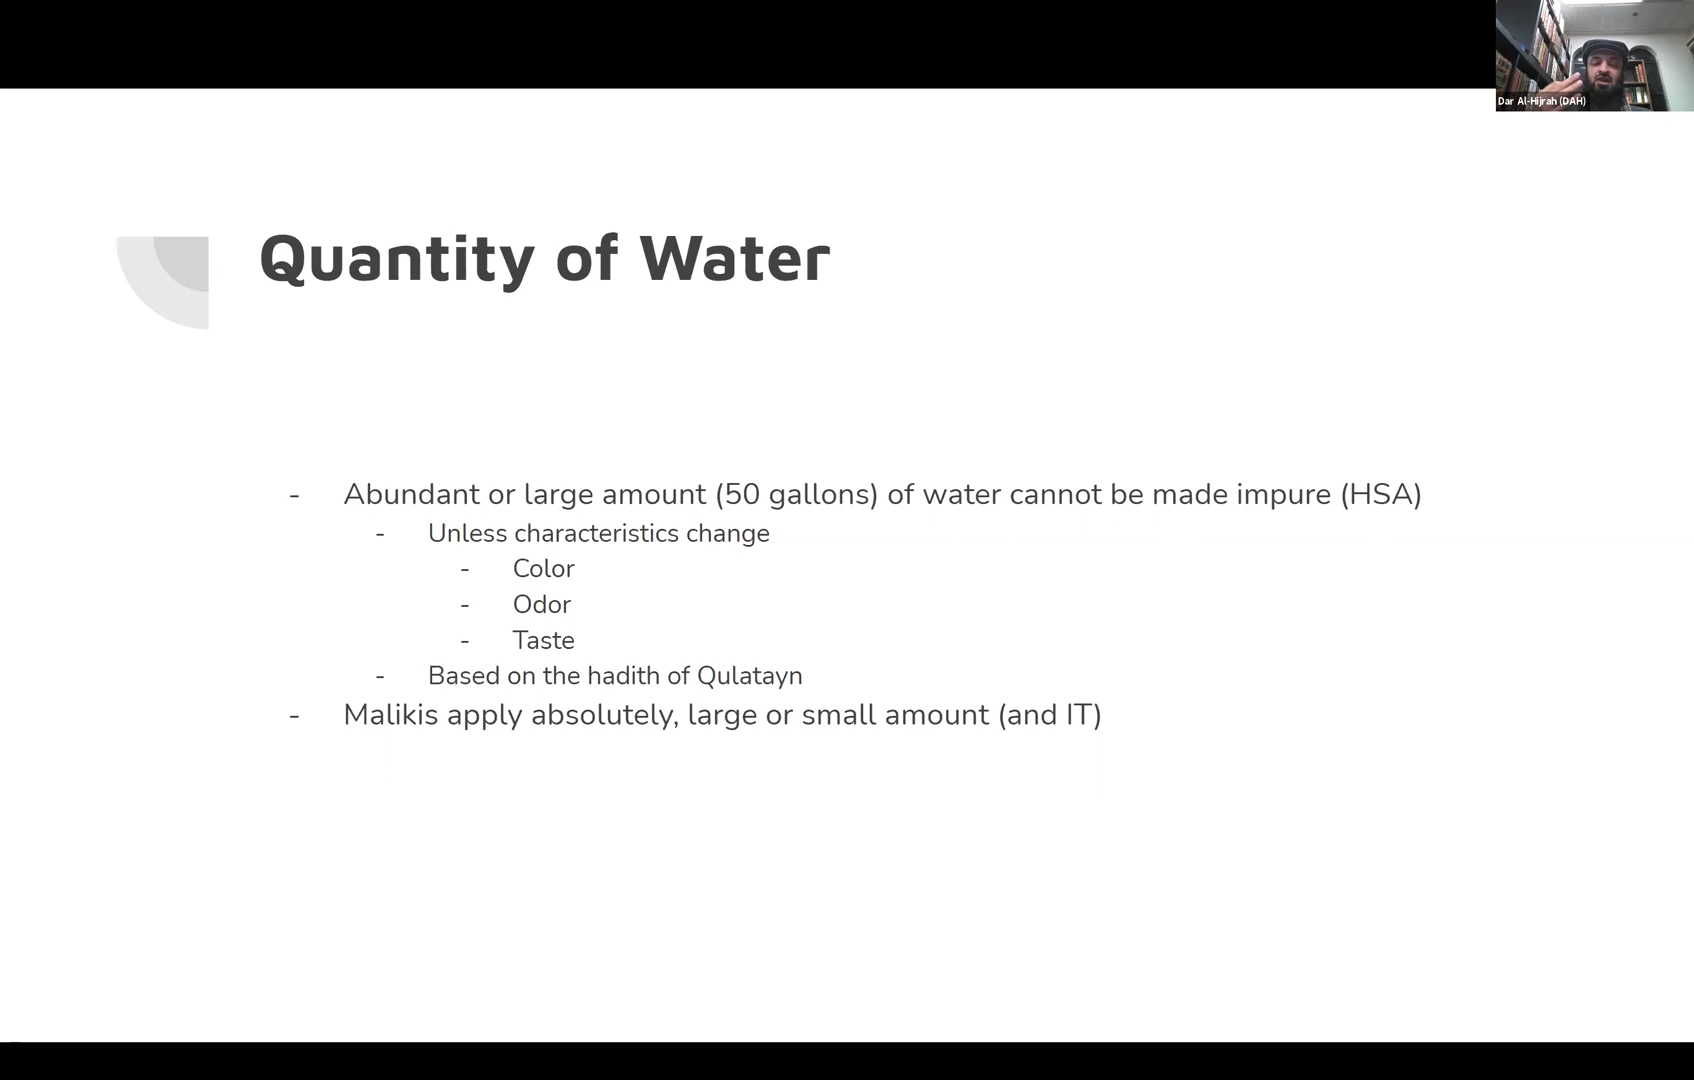 Dar Al-Hijrah (DAH)
Quantity of Water
- Abundant or large amount (50 gallons) of water cannot be made impure (HSA)
- Unless characteristics change
- Color
- Odor
- Taste
- Based on the hadith of Qulatayn
- Malikis apply absolutely, large or small amount (and IT)